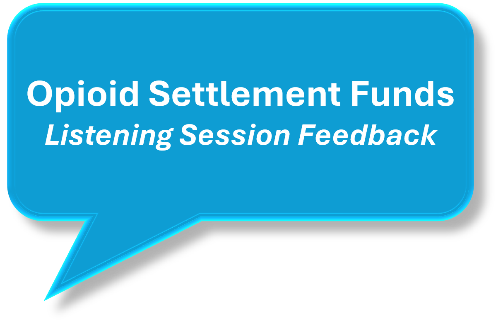 Opioid Settlement Funds
Listening Session Feedback